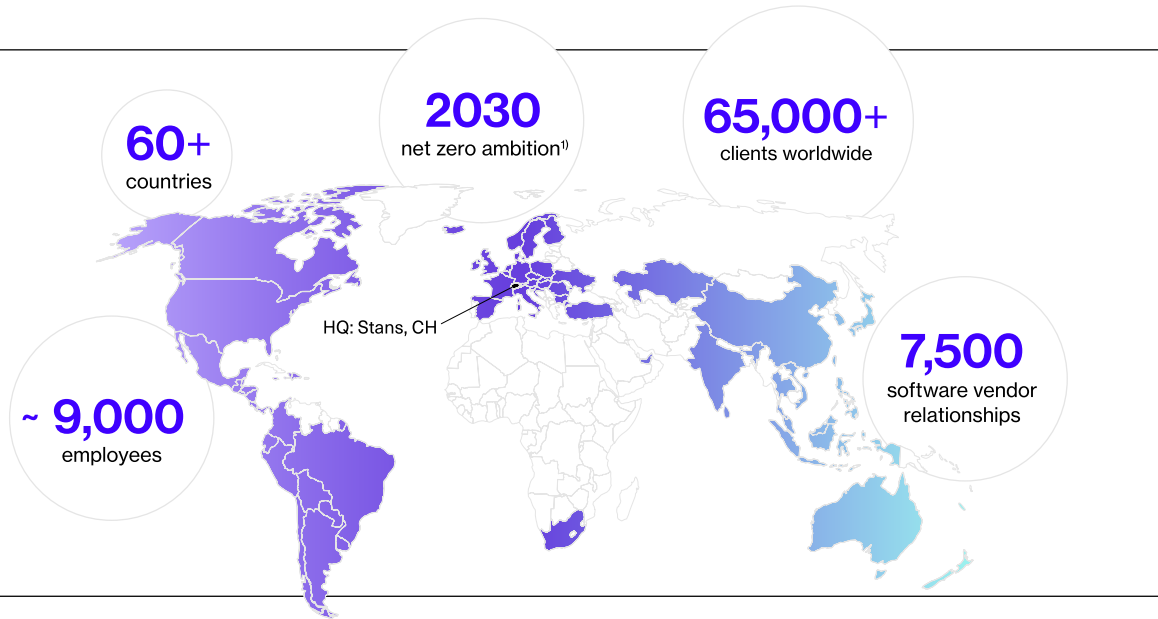 2030
net zero ambition¹⁾
65,000+
clients worldwide
60+
countries
HQ: Stans, CH
7,500
software vendor
relationships
~ 9,000
employees